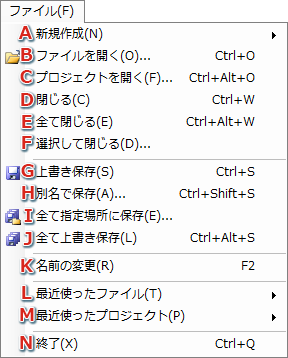 ファイル(F)
A 新規作成(N)
B ファイルを開く(O)... Ctrl+O
C プロジェクトを開く(F)... Ctrl+Alt+O
D 閉じる(C) Ctrl+W
E 全て閉じる(E) Ctrl+Alt+W
F 選択して閉じる(D)...
G 上書き保存(S) Ctrl+S
H 別名で保存(A)... Ctrl+Shift+S
I 全て指定場所に保存(E)...
J 全て上書き保存(L) Ctrl+Alt+S
K 名前の変更(R) F2
L 最近使ったファイル(T)
M 最近使ったプロジェクト(P)
N 終了(X) Ctrl+Q